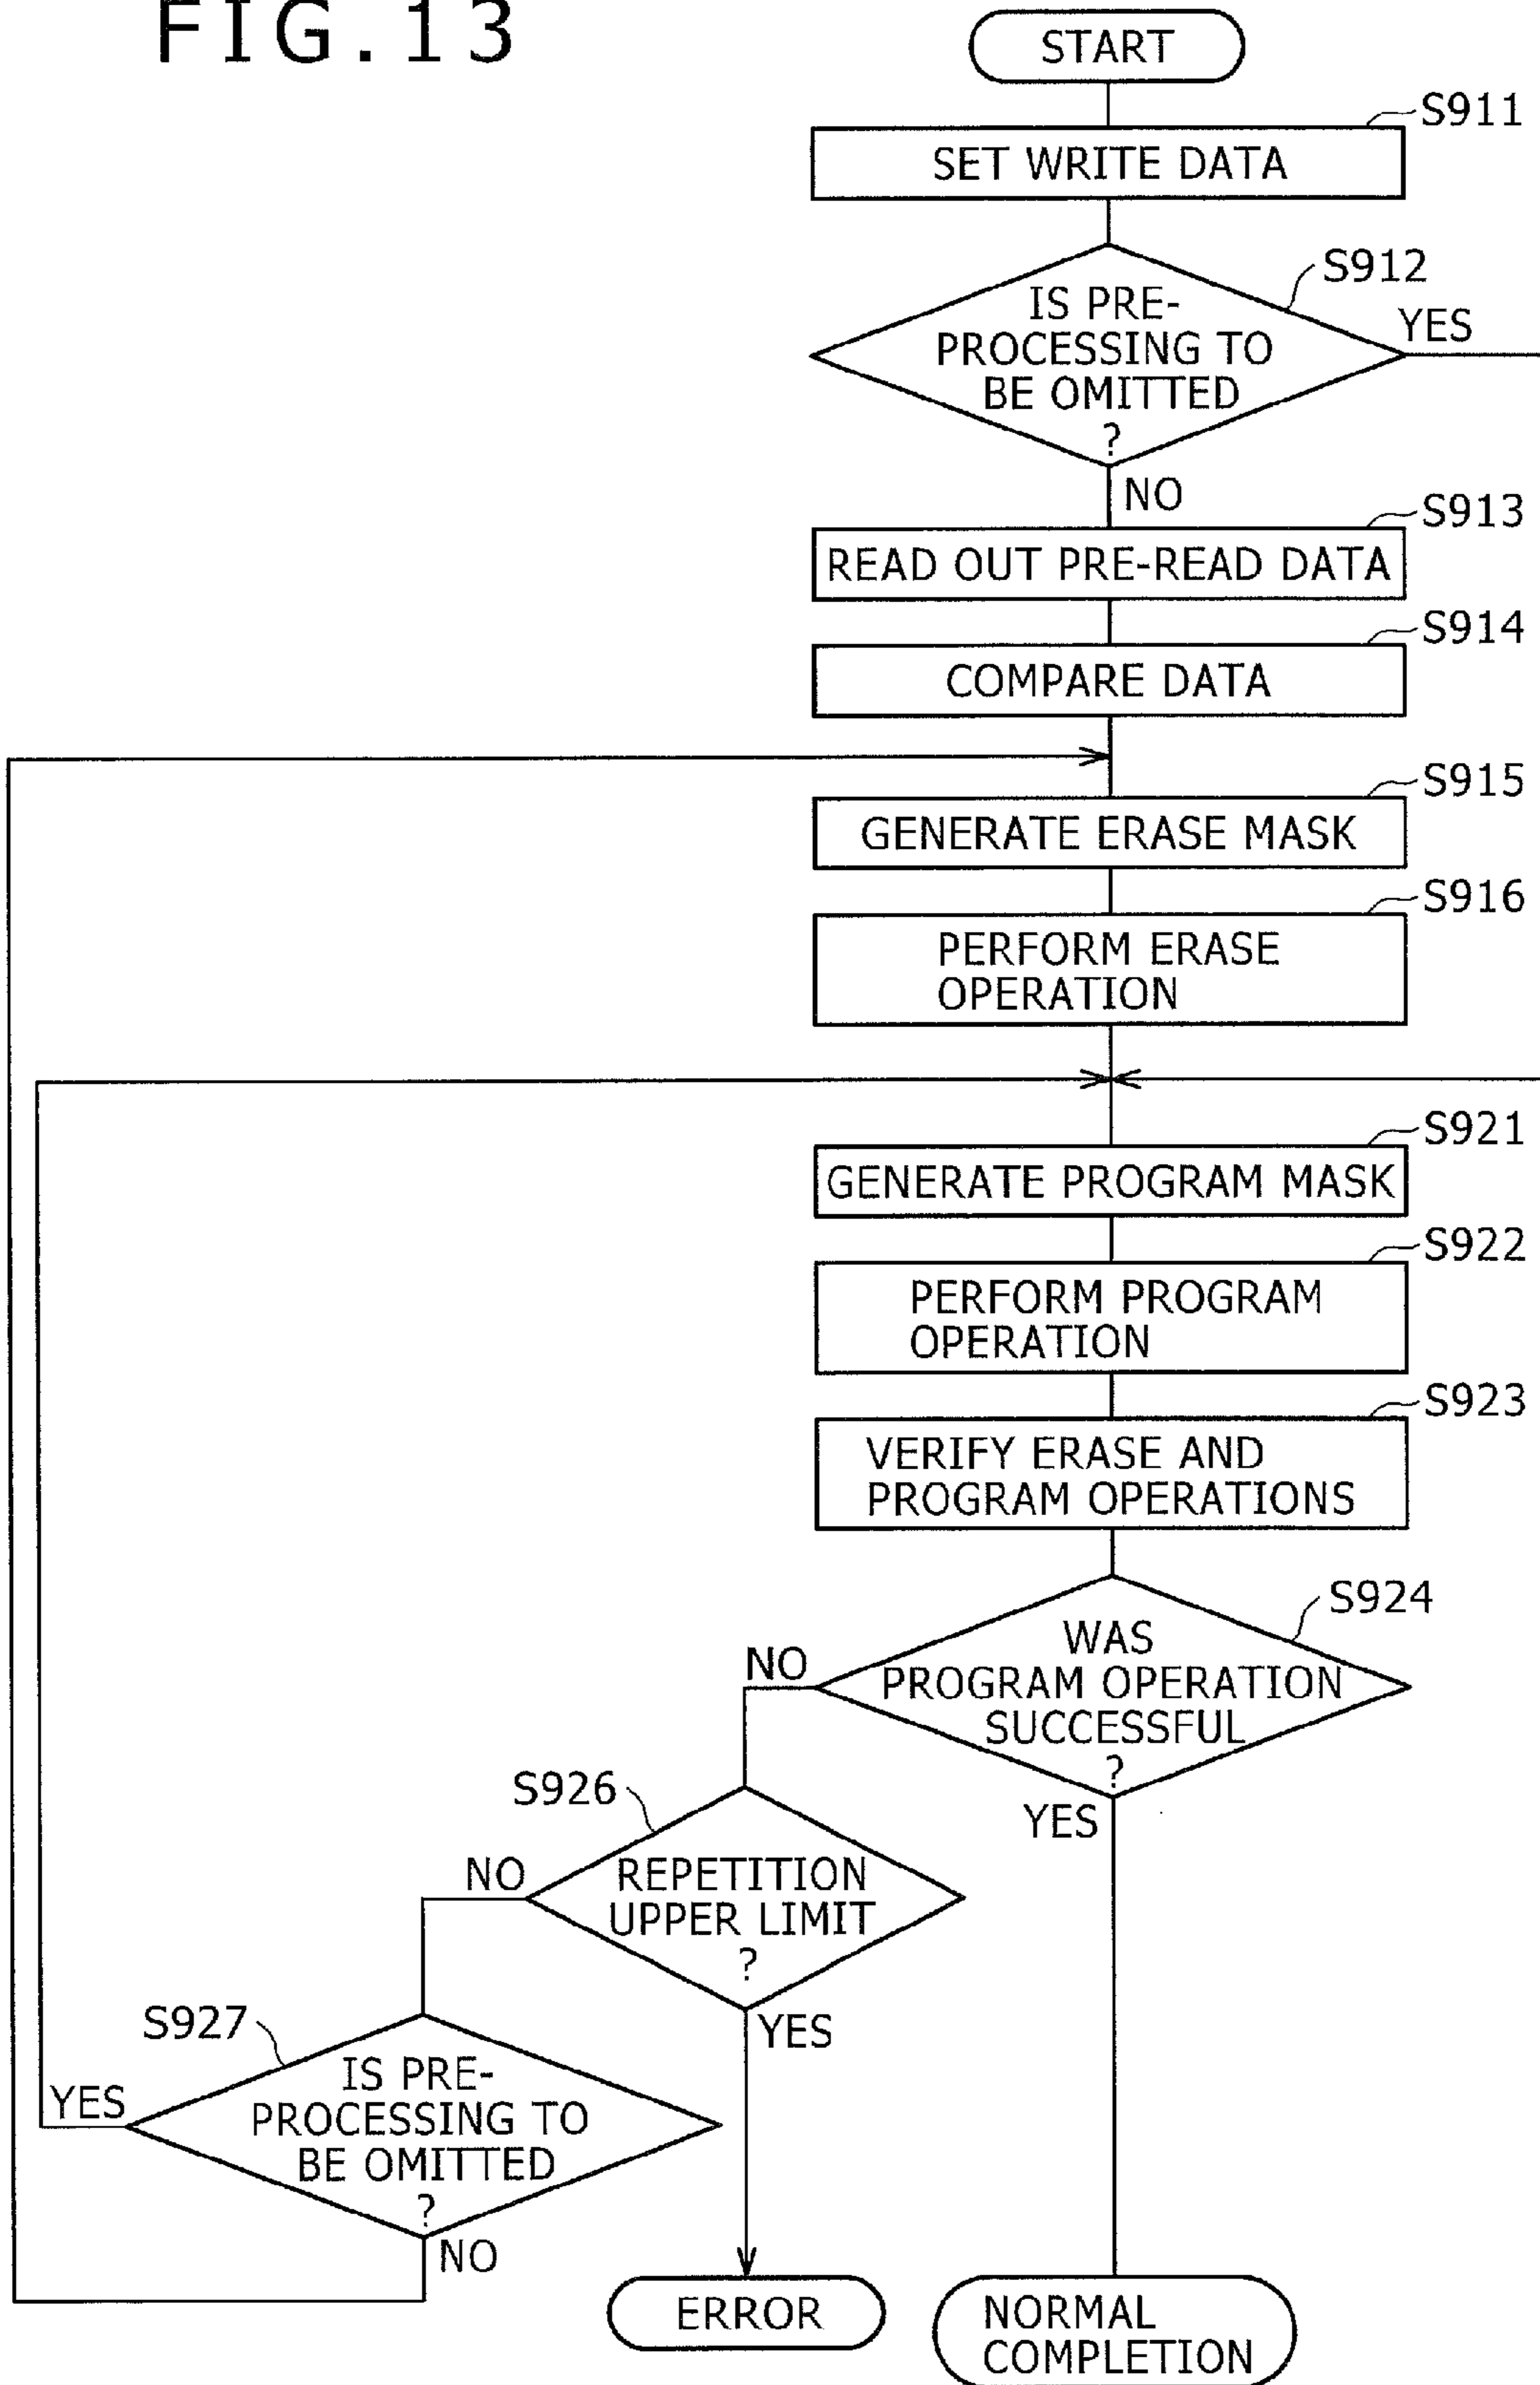 FIG.13
START
S911
SET WRITE DATA
S912
IS PRE-
PROCESSING TO
BE OMITTED
?
YES
NO
S913
READ OUT PRE-READ DATA
S914
COMPARE DATA
S915
GENERATE ERASE MASK
S916
PERFORM ERASE
OPERATION
S921
GENERATE PROGRAM MASK
S922
PERFORM PROGRAM
OPERATION
S923
VERIFY ERASE AND
PROGRAM OPERATIONS
S924
WAS
PROGRAM OPERATION
SUCCESSFUL
?
NO
YES
S926
REPETITION
UPPER LIMIT
?
NO
YES
S927
IS PRE-
PROCESSING TO
BE OMITTED
?
YES
NO
ERROR
NORMAL
COMPLETION